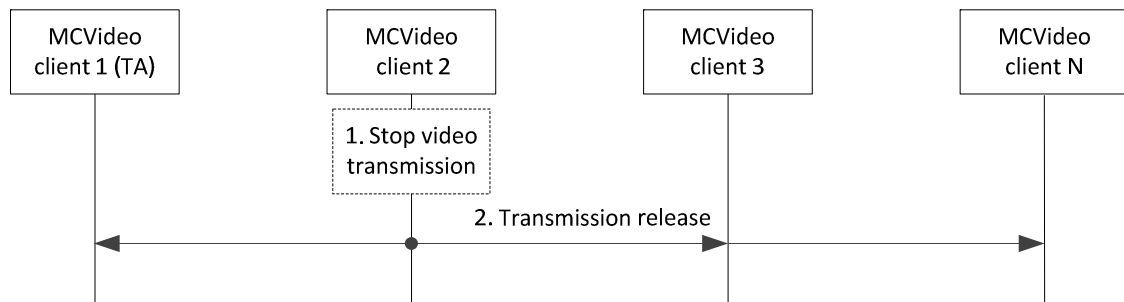 MCVideo
client 1 (TA)
MCVideo
client 2
MCVideo
client 3
MCVideo
client N
1. Stop video
transmission
2. Transmission release